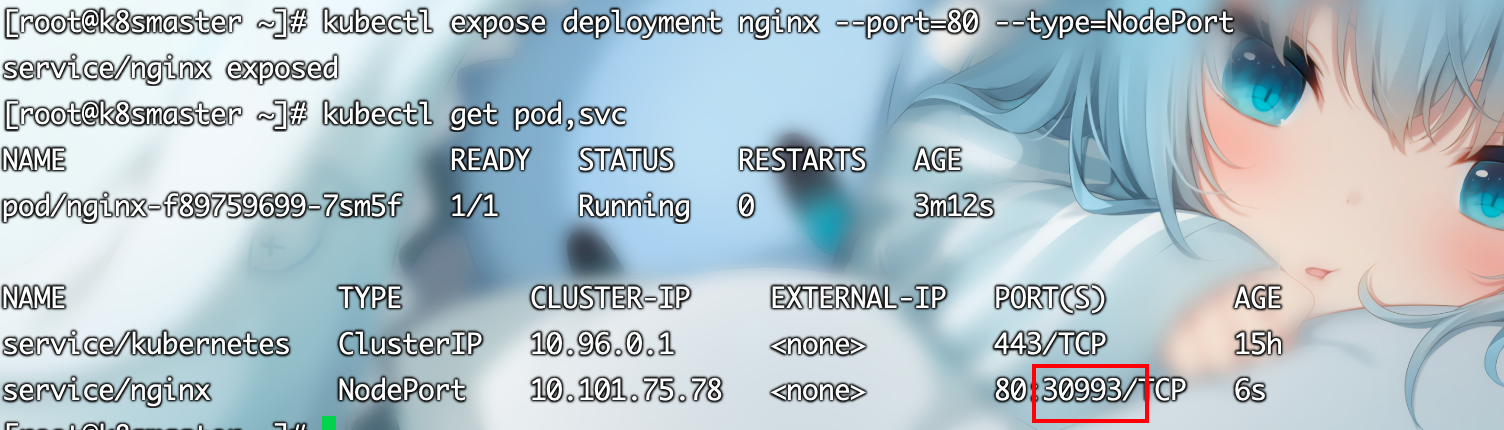 [root@k8smaster ~]# kubectl expose deployment nginx --port=80 --type=NodePort
service/nginx exposed
[root@k8smaster ~]# kubectl get pod,svc
NAME READY STATUS RESTARTS AGE
pod/nginx-f89759699-7sm5f 1/1 Running 0 3m12s
NAME TYPE CLUSTER-IP EXTERNAL-IP PORT(S) AGE
service/kubernetes ClusterIP 10.96.0.1 <none> 443/TCP 15h
service/nginx NodePort 10.101.75.78 <none> 80:30993/TCP 6s
[root@k8smaster ~]#